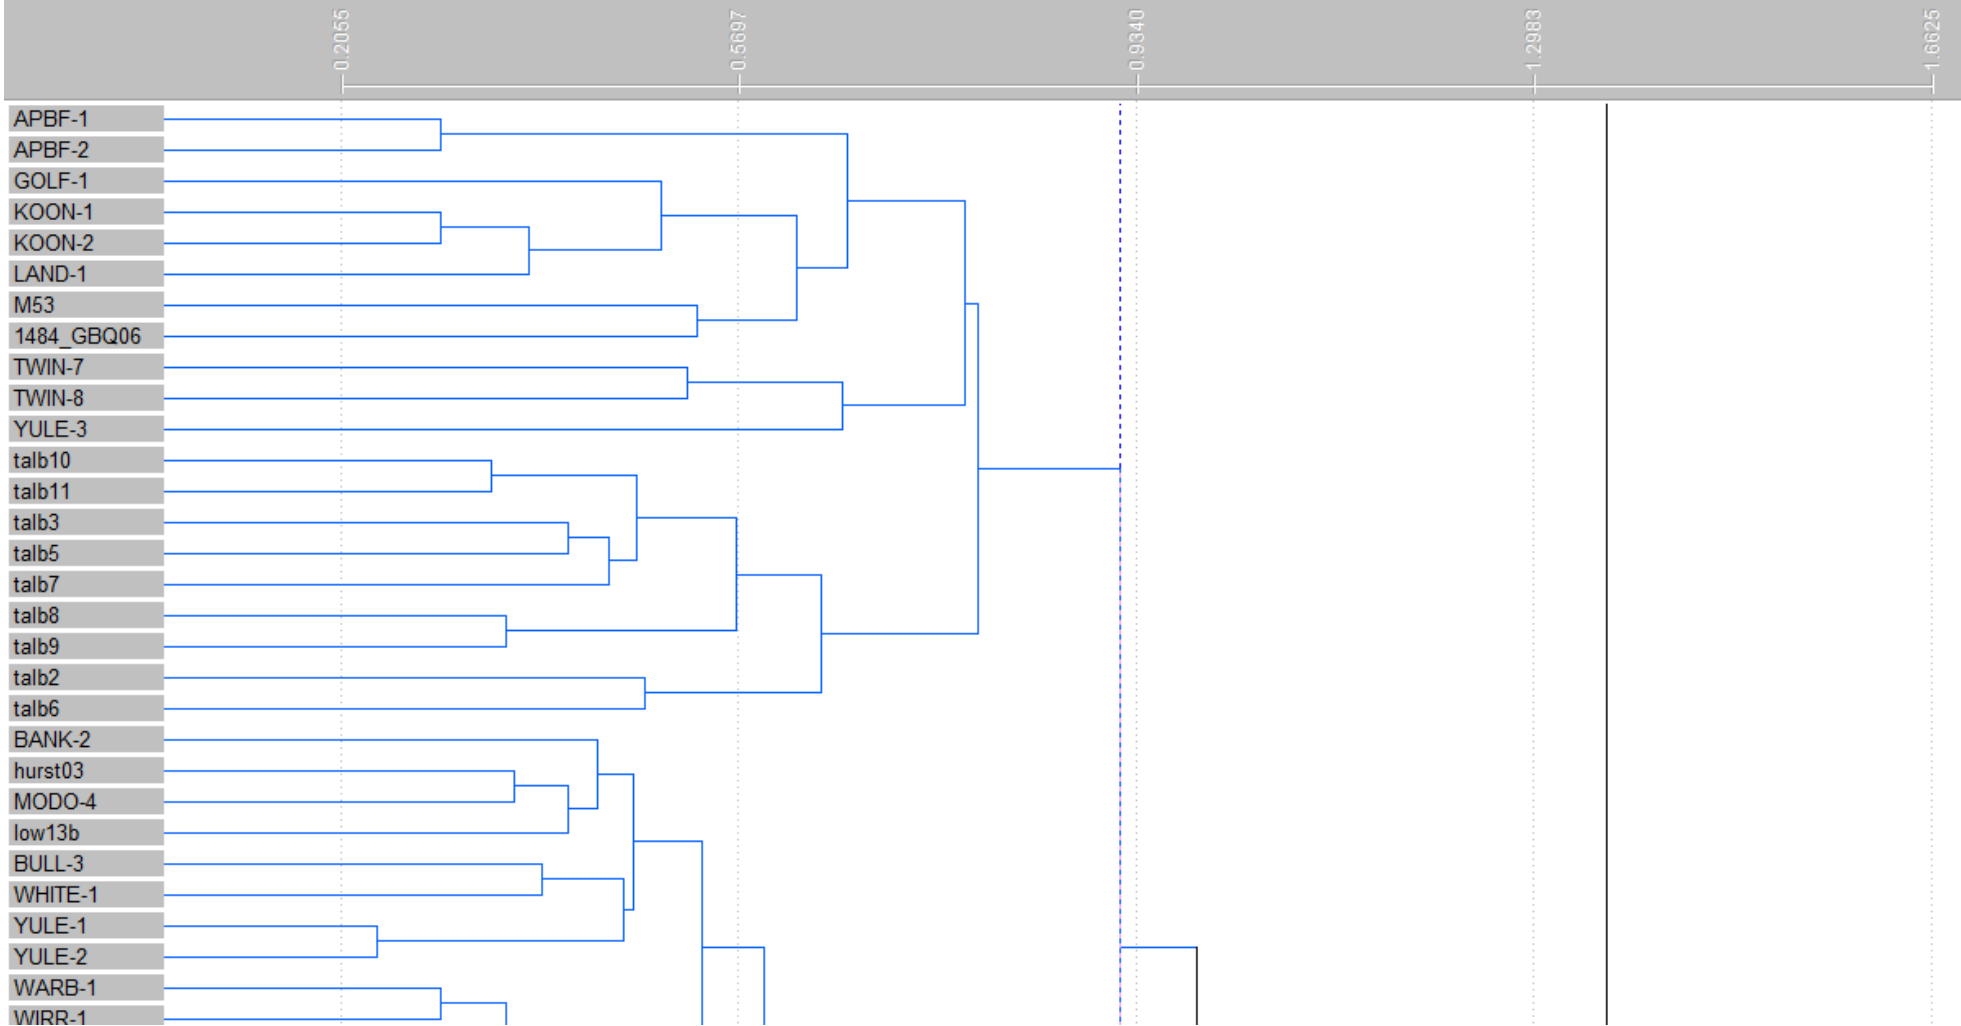 0.2055
0.5697
0.9340
1.2983
1.6625
APBF-1
APBF-2
GOLF-1
KOON-1
KOON-2
LAND-1
M53
1484_GBQ06
TWIN-7
TWIN-8
YULE-3
talb10
talb11
talb3
talb5
talb7
talb8
talb9
talb2
talb6
BANK-2
hurst03
MODO-4
low13b
BULL-3
WHITE-1
YULE-1
YULE-2
WARB-1
WIRR-1